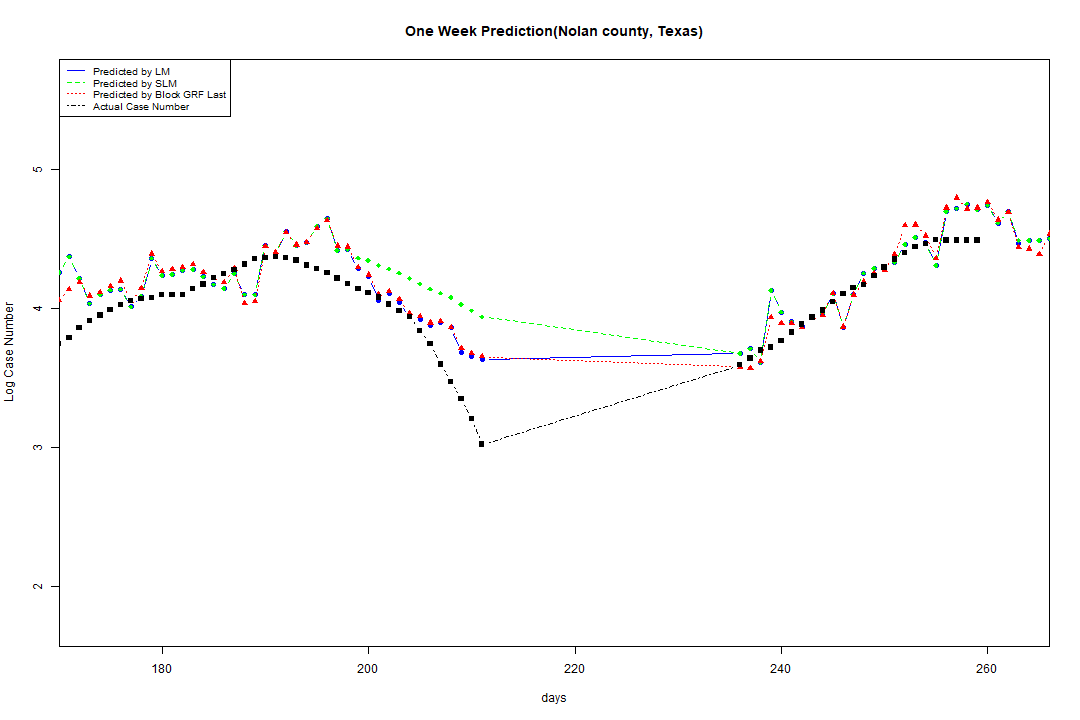 One Week Prediction(Nolan county, Texas)
Predicted by LM
Predicted by SLM
Predicted by Block GRF Last
Actual Case Number
5
4
3
2
Log Case Number
180 200 220 240 260
days